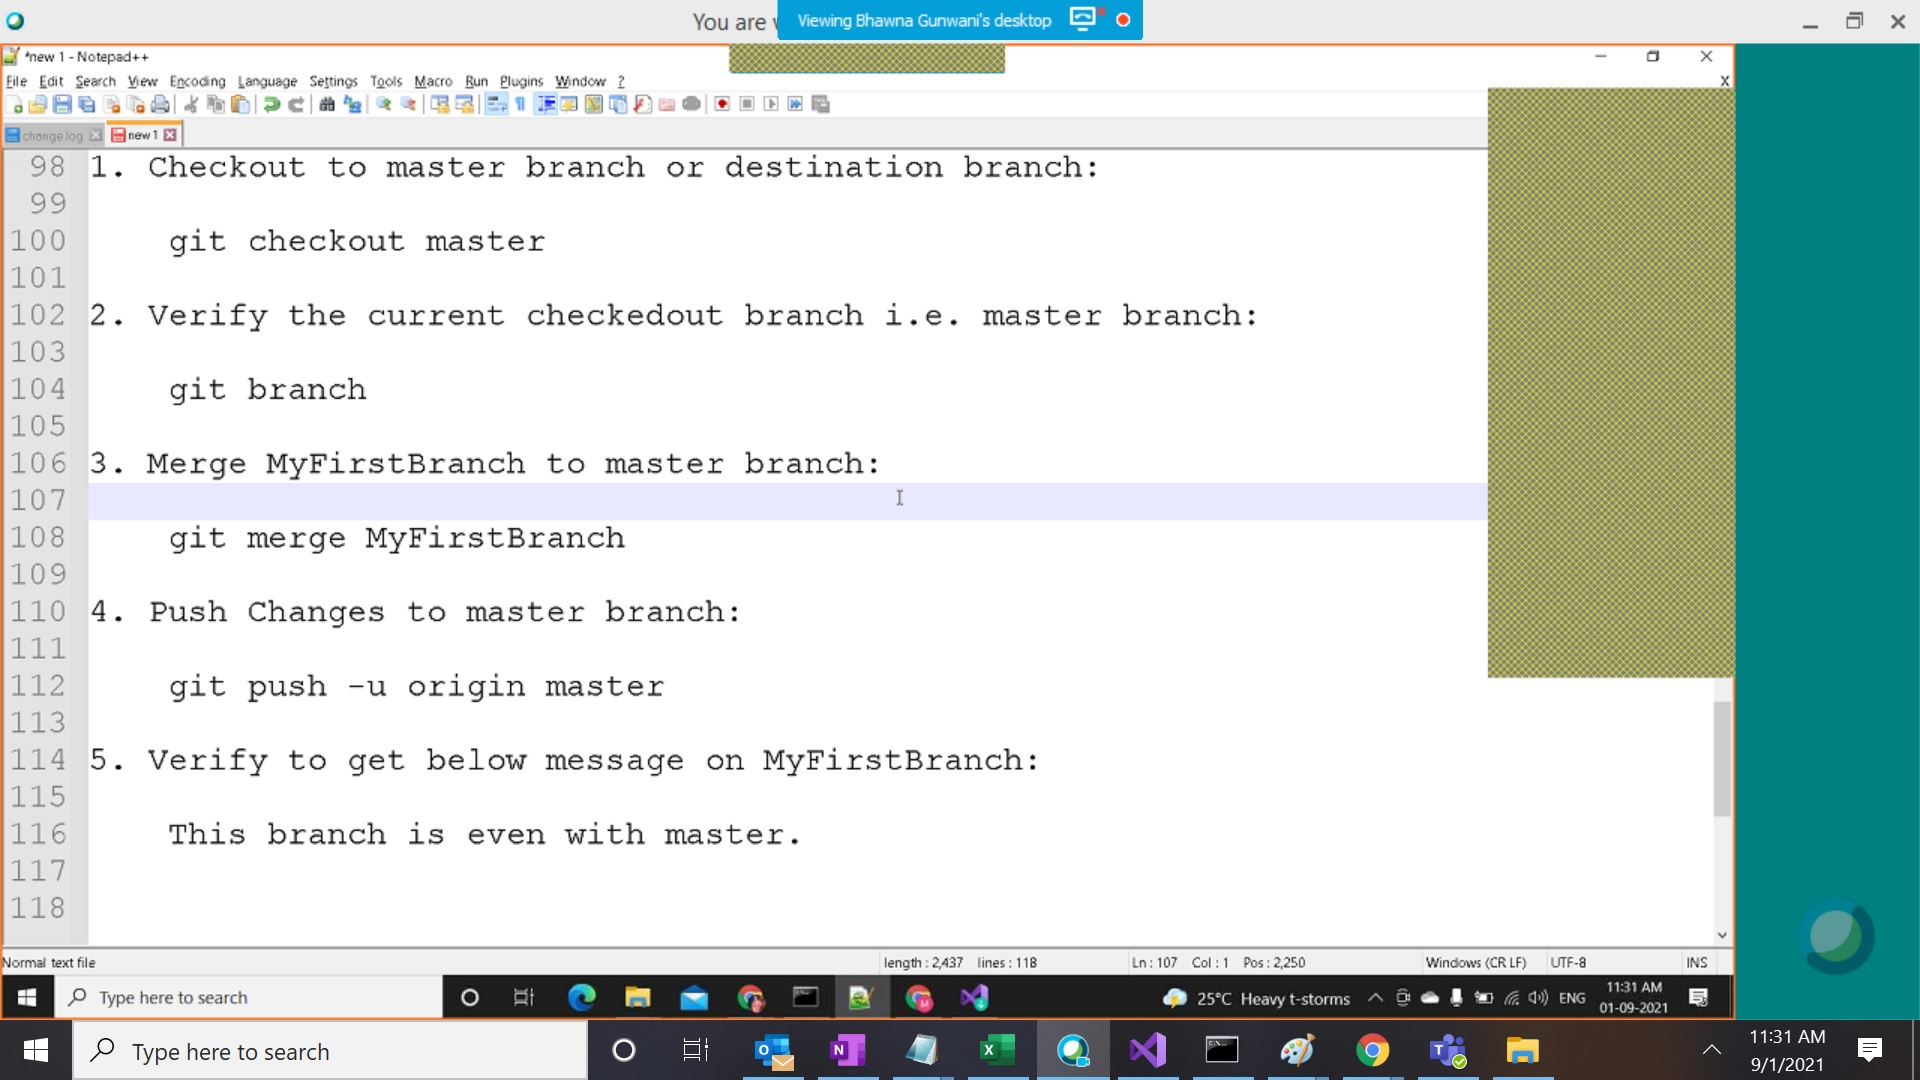 You are
Viewing Bhawna Gunwani's desktop
*new 1 - Notepad++
File Edit Search View Encoding Language Settings Tools Macro Run Plugins Window ?
X
change.log new 1
98 1. Checkout to master branch or destination branch:
99
100 git checkout master
101
102 2. Verify the current checkedout branch i.e. master branch:
103
104 git branch
105
106 3. Merge MyFirstBranch to master branch:
107
108 git merge MyFirstBranch
109
110 4. Push Changes to master branch:
111
112 git push -u origin master
113
114 5. Verify to get below message on MyFirstBranch:
115
116 This branch is even with master.
117
118
Normal text file length : 2,437 lines : 118 Ln : 107 Col : 1 Pos : 2,250 Windows (CR LF) UTF-8 INS
Type here to search 25°C Heavy t-storms ENG 11:31 AM
01-09-2021
Type here to search 11:31 AM
9/1/2021